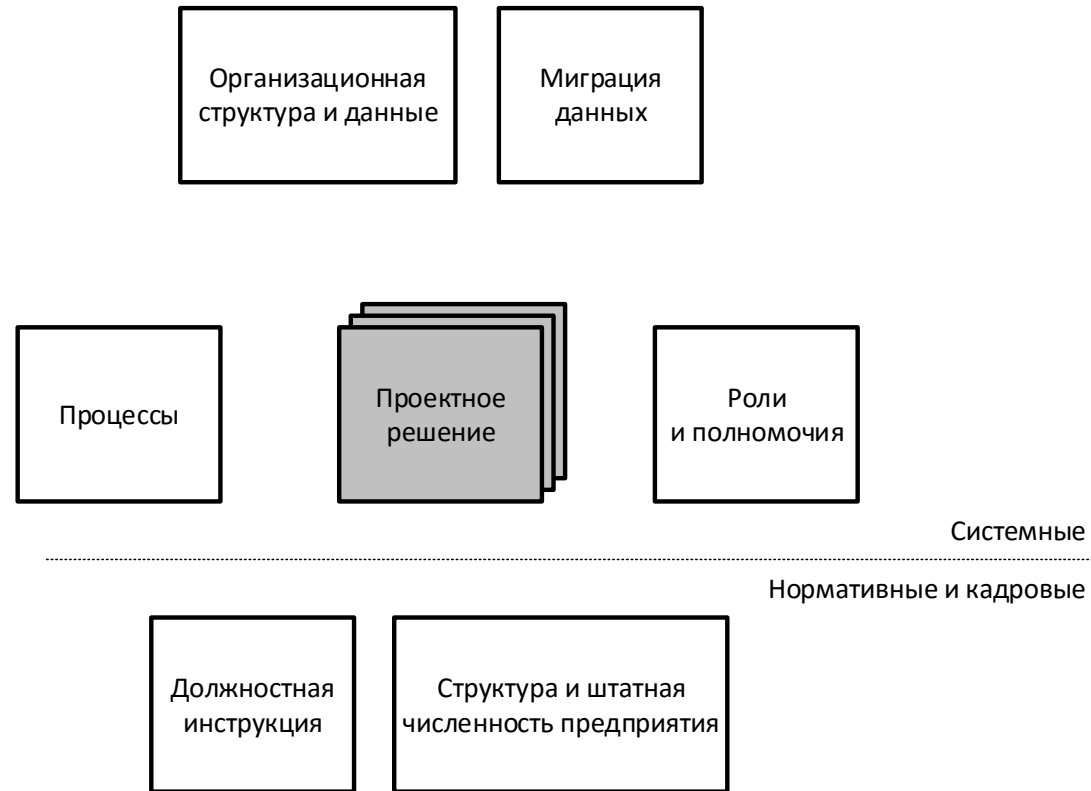 Организационная
структура и данные
Миграция
данных
Процессы
Проектное
решение
Роли
и полномочия
Системные
Нормативные и кадровые
Должностная
инструкция
Структура и штатная
численность предприятия